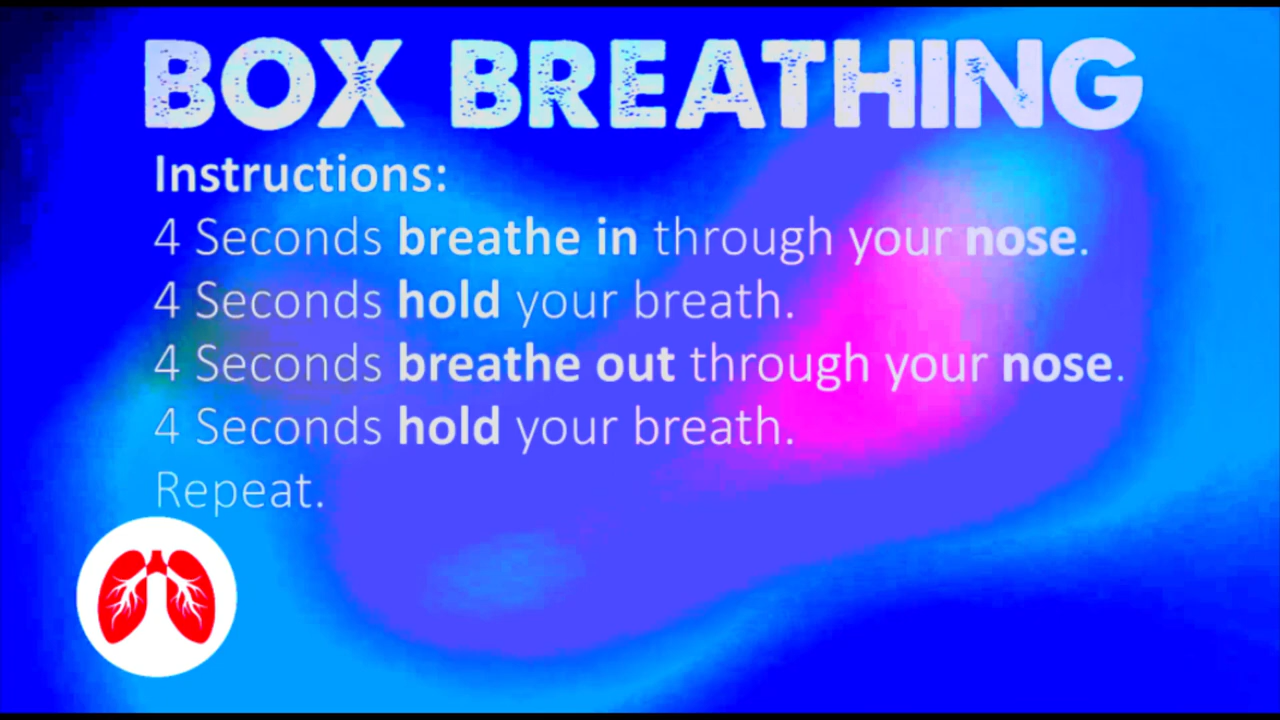 BOX BREATHING
Instructions:
4 Seconds breathe in through your nose.
4 Seconds hold your breath.
4 Seconds breathe out through your nose.
4 Seconds hold your breath.
Repeat.